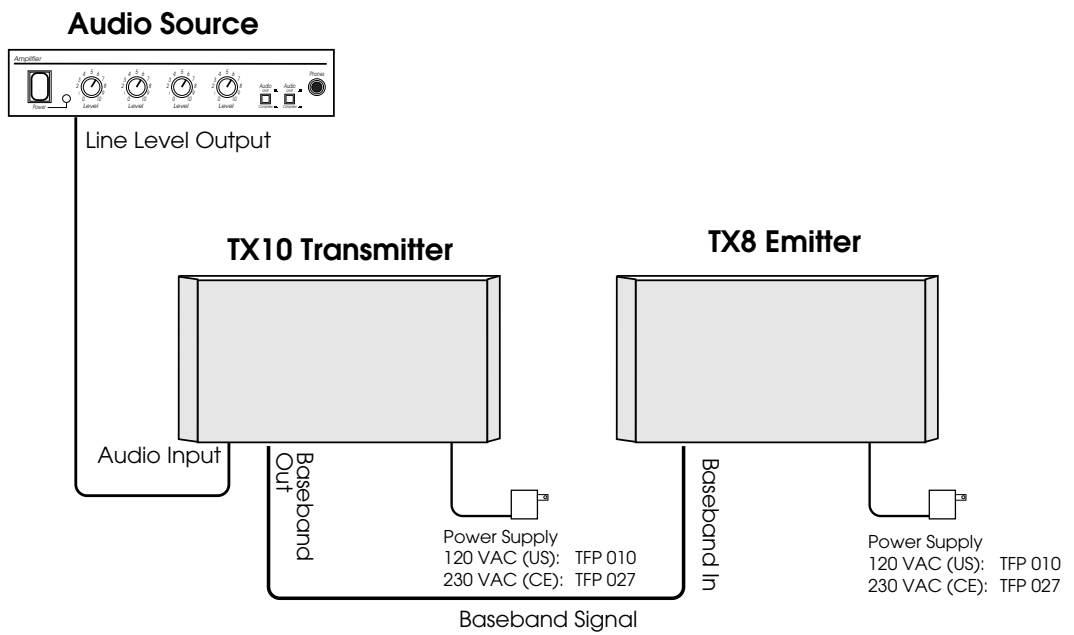 Audio Source
Amplifier
Power
Level
Level
Level
Level
Audio
Audio
Phones
Line Level Output
TX10 Transmitter
TX8 Emitter
Audio Input
Baseband
Out
Baseband In
Power Supply
120 VAC (US): TFP 010
230 VAC (CE): TFP 027
Power Supply
120 VAC (US): TFP 010
230 VAC (CE): TFP 027
Baseband Signal